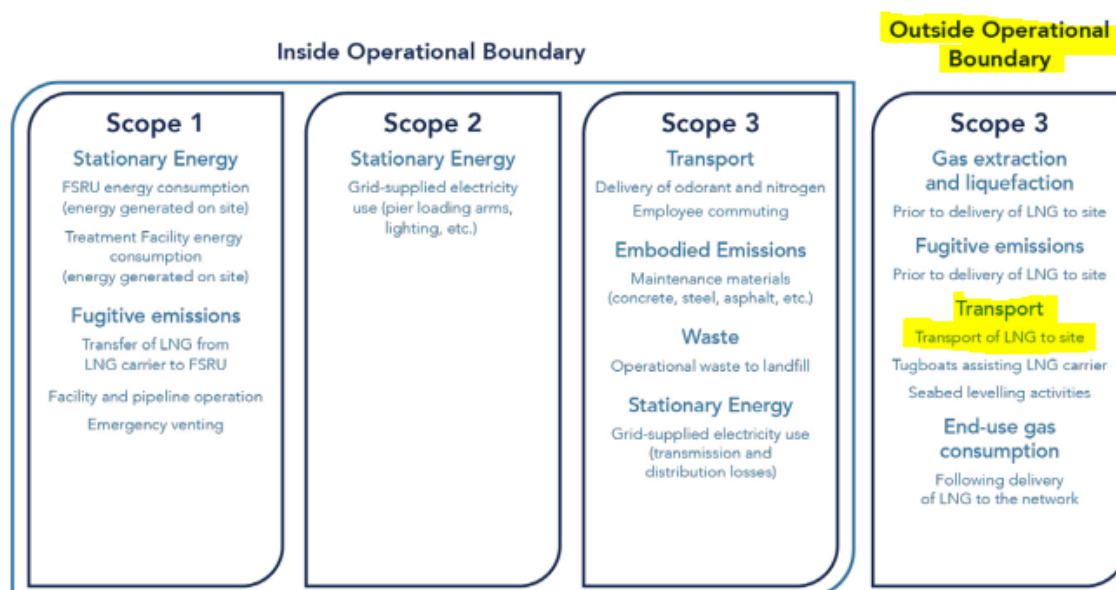 Inside Operational Boundary
Outside Operational
Boundary
Scope 1
Stationary Energy
FSRU energy consumption
(energy generated on site)
Treatment Facility energy
consumption
(energy generated on site)
Fugitive emissions
Transfer of LNG from
LNG carrier to FSRU
Facility and pipeline operation
Emergency venting
Scope 2
Stationary Energy
Grid-supplied electricity
use (pier loading arms,
lighting, etc.)
Scope 3
Transport
Delivery of odorant and nitrogen
Employee commuting
Embodied Emissions
Maintenance materials
(concrete, steel, asphalt, etc.)
Waste
Operational waste to landfill
Stationary Energy
Grid-supplied electricity use
(transmission and
distribution losses)
Scope 3
Gas extraction
and liquefaction
Prior to delivery of LNG to site
Fugitive emissions
Prior to delivery of LNG to site
Transport
Transport of LNG to site
Tugboats assisting LNG carrier
Seabed levelling activities
End-use gas
consumption
Following delivery
of LNG to the network